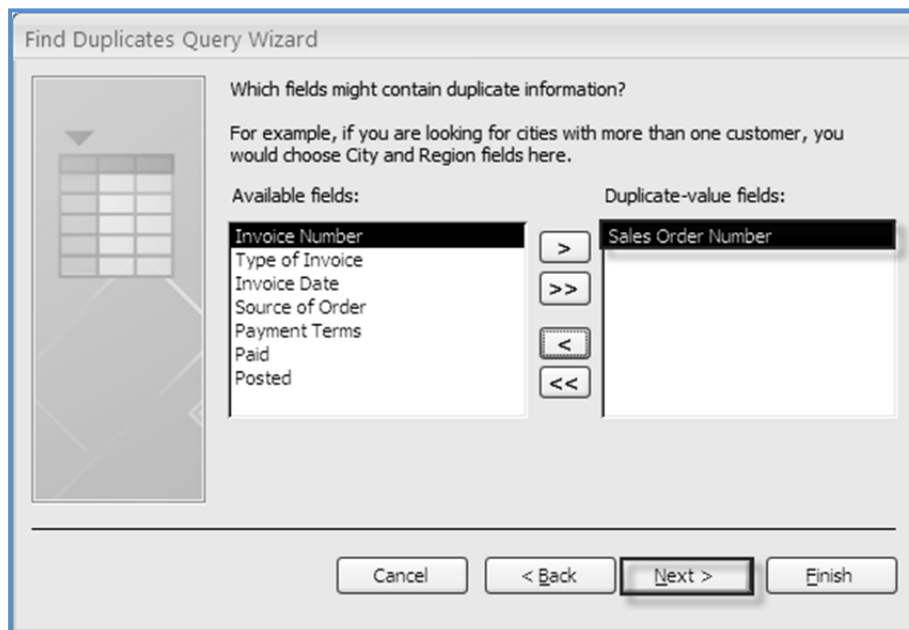 Find Duplicates Query Wizard
Which fields might contain duplicate information?
For example, if you are looking for cities with more than one customer, you
would choose City and Region fields here.
Available fields:
Invoice Number
Type of Invoice
Invoice Date
Source of Order
Payment Terms
Paid
Posted
>
>>
<
<<
Duplicate-value fields:
Sales Order Number
Cancel
< Back
Next >
Finish